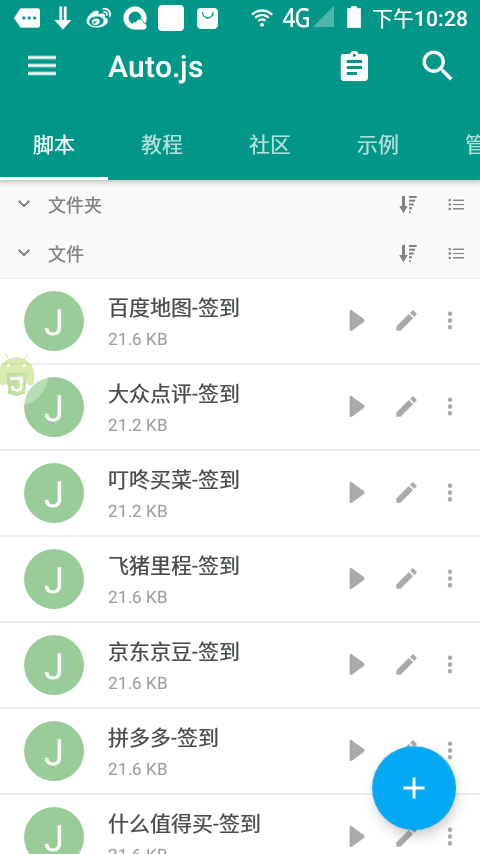 4G 下午10:28
Auto.js
脚本 教程 社区 示例 管
文件夹
文件
J 百度地图-签到
21.6 KB
J 大众点评-签到
21.2 KB
J 叮咚买菜-签到
21.2 KB
J 飞猪里程-签到
21.6 KB
J 京东京豆-签到
21.6 KB
J 拼多多-签到
21.6 KB
J 什么值得买-签到
21.6 KB